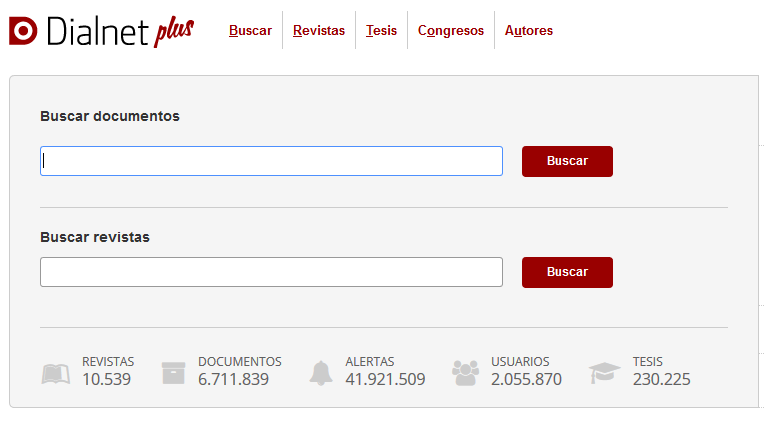 Dialnet plus
Buscar Revistas Tesis Congresos Autores
Buscar documentos
Buscar
Buscar revistas
Buscar
REVISTAS DOCUMENTOS ALERTAS USUARIOS TESIS
10.539 6.711.839 41.921.509 2.055.870 230.225